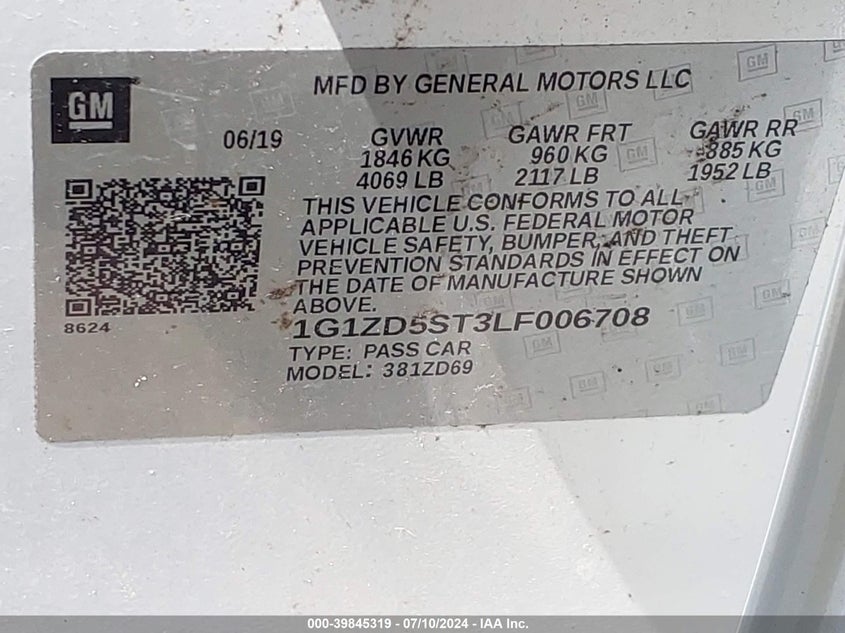 MFD BY GENERAL MOTORS LLC
GM
06/19 GVWR GAWR FRT GAWR RR
1846 KG 960 KG 885 KG
4069 LB 2117 LB 1952 LB
THIS VEHICLE CONFORMS TO ALL
APPLICABLE U.S. FEDERAL MOTOR
VEHICLE SAFETY, BUMPER, AND THEFT
PREVENTION STANDARDS IN EFFECT ON
THE DATE OF MANUFACTURE SHOWN
ABOVE.
8624
1G1ZD5ST3LF006708
TYPE: PASS CAR
MODEL: 381ZD69
000-39845319 - 07/10/2024 - IAA Inc.